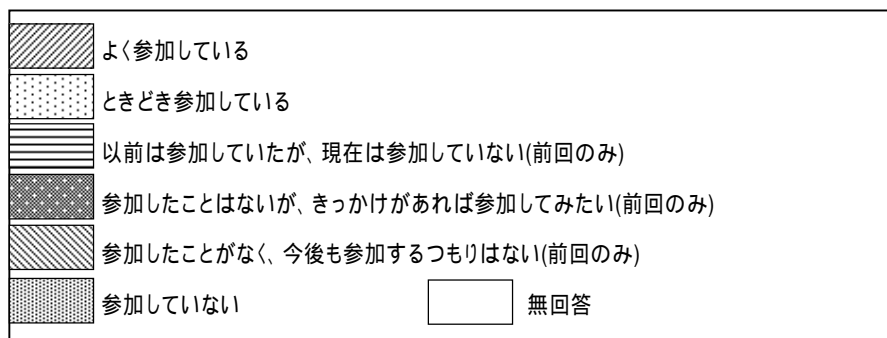 よく参加している
ときどき参加している
以前は参加していたが、現在は参加していない(前回のみ)
参加したことはないが、きっかけがあれば参加してみたい(前回のみ)
参加したことがなく、今後も参加するつもりはない(前回のみ)
参加していない 無回答